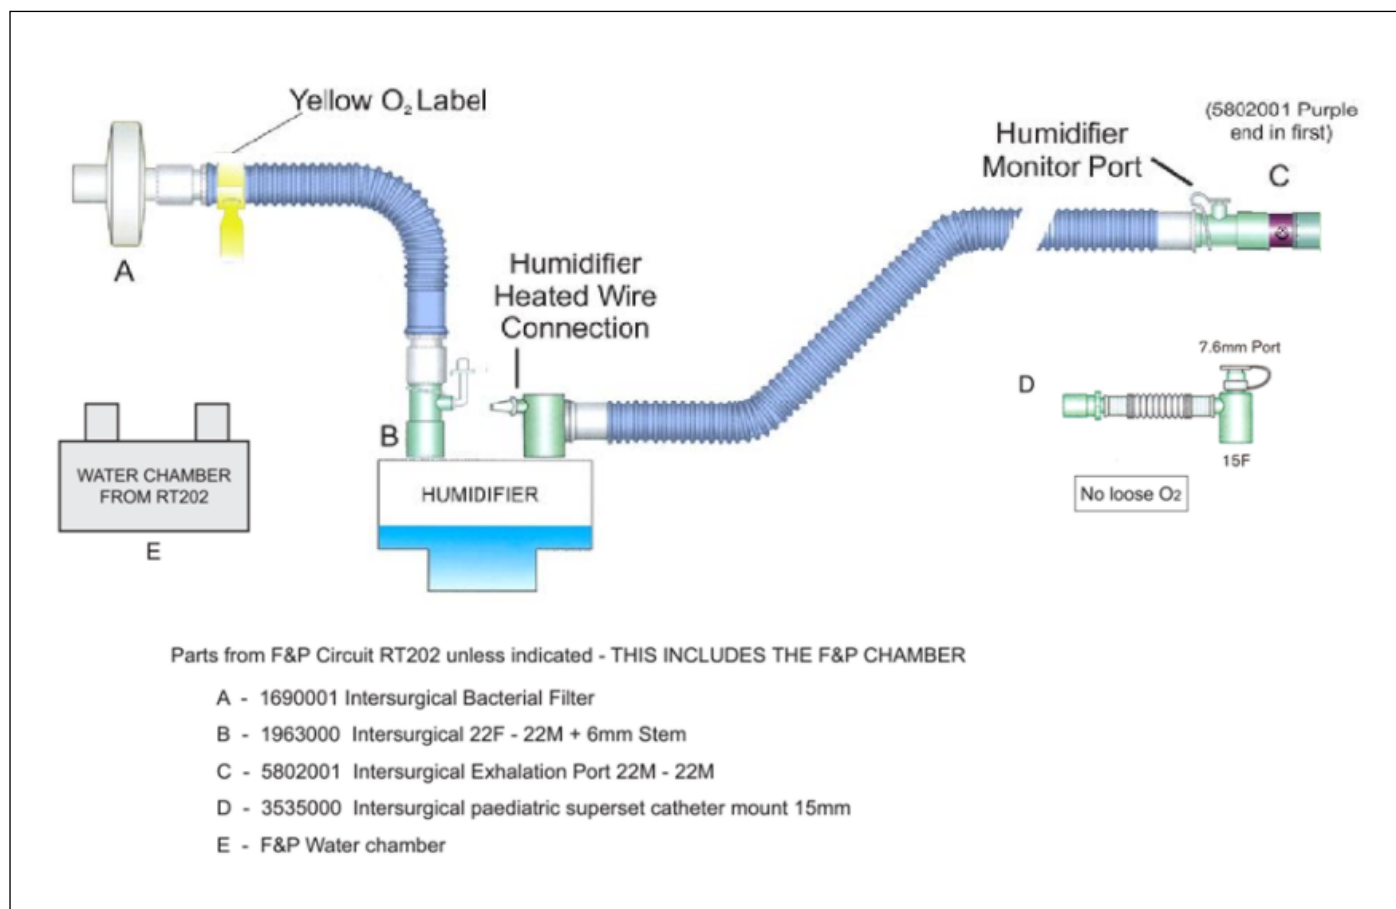 Yellow O₂ Label
(5802001 Purple
end in first)
Humidifier
Monitor Port
C
A
Humidifier
Heated Wire
Connection
7.6mm Port
D
B
15F
WATER CHAMBER
FROM RT202
HUMIDIFIER
No loose O₂
E
Parts from F&P Circuit RT202 unless indicated - THIS INCLUDES THE F&P CHAMBER
A - 1690001 Intersurgical Bacterial Filter
B - 1963000 Intersurgical 22F - 22M + 6mm Stem
C - 5802001 Intersurgical Exhalation Port 22M - 22M
D - 3535000 Intersurgical paediatric superset catheter mount 15mm
E - F&P Water chamber